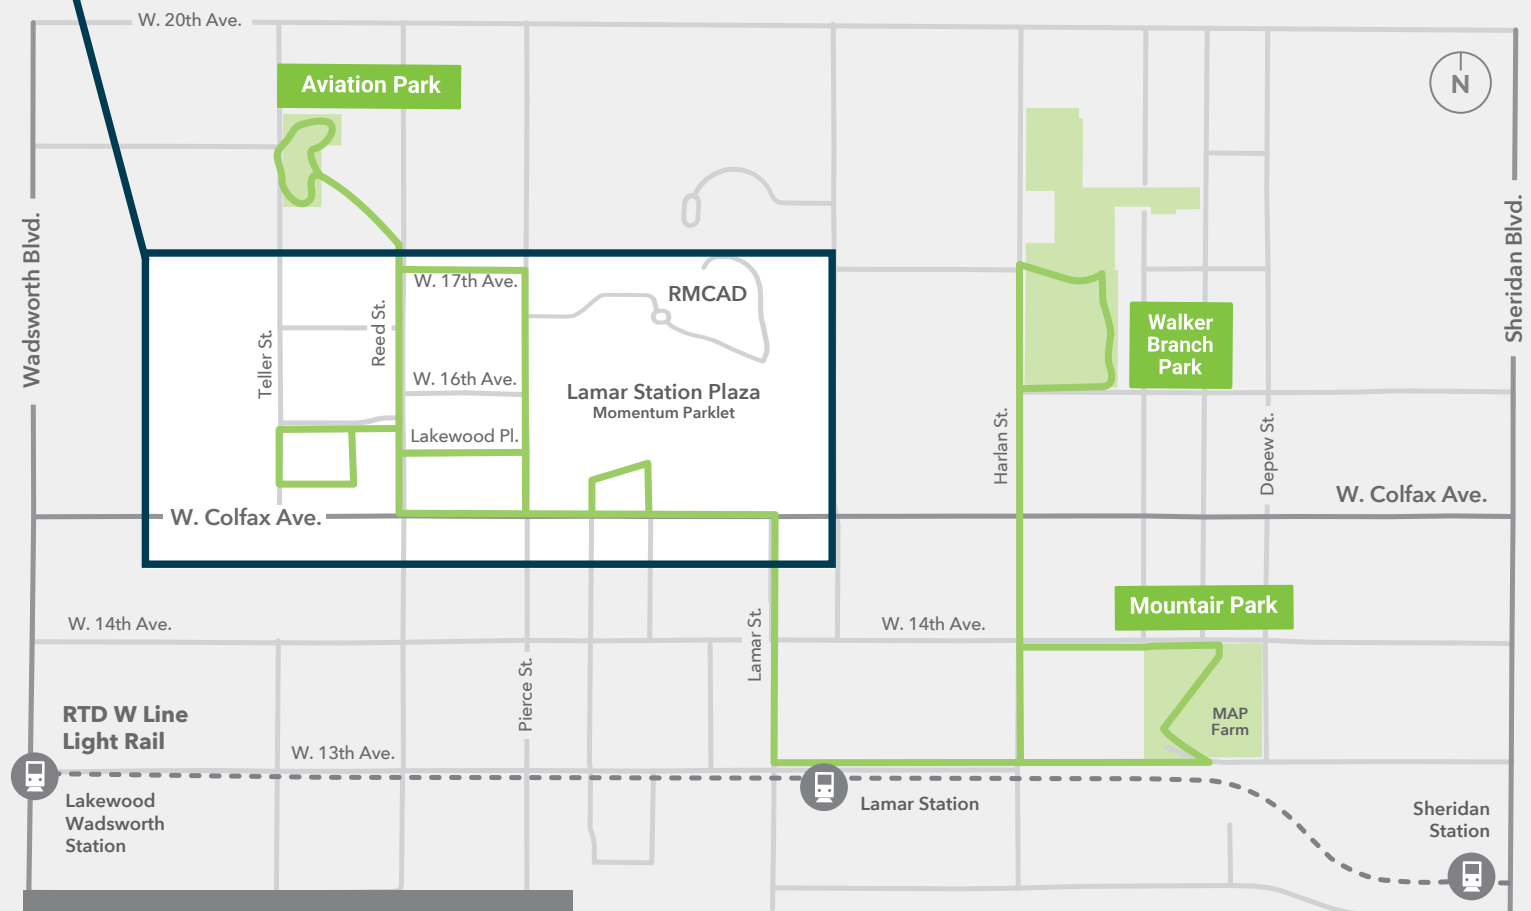 W. 20th Ave.
Aviation Park
N
Wadsworth Blvd.
Sheridan Blvd.
W. 17th Ave.
RMCAD
Teller St.
Reed St.
Walker
Branch
Park
W. 16th Ave.
Lamar Station Plaza
Momentum Parklet
Lakewood Pl.
Harlan St.
Depew St.
W. Colfax Ave.
W. Colfax Ave.
Mountair Park
W. 14th Ave.
W. 14th Ave.
Lamar St.
Pierce St.
MAP
Farm
RTD W Line
Light Rail
W. 13th Ave.
Lakewood
Wadsworth
Station
Lamar Station
Sheridan
Station